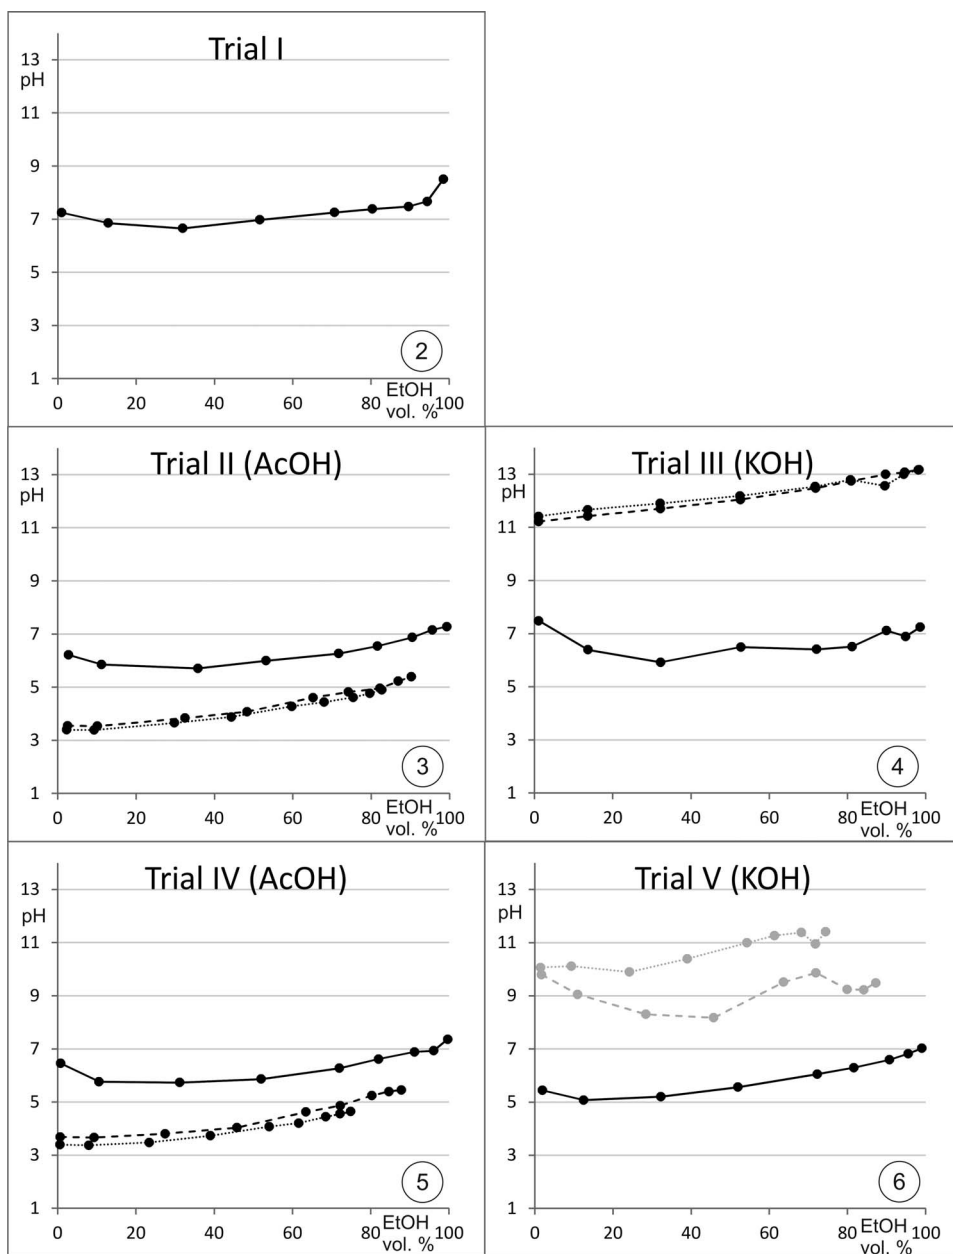 Trial I
13
pH
11
9
7
5
3
1
2
EtOH
0 20 40 60 80 100
vol. %
Trial II (AcOH)
13
pH
11
9
7
5
3
1
3
EtOH
0 20 40 60 80 100
vol. %
Trial III (KOH)
13
pH
11
9
7
5
3
1
4
EtOH
0 20 40 60 80 100
vol. %
Trial IV (AcOH)
13
pH
11
9
7
5
3
1
5
EtOH
0 20 40 60 80 100
vol. %
Trial V (KOH)
13
pH
11
9
7
5
3
1
6
EtOH
0 20 40 60 80 100
vol. %